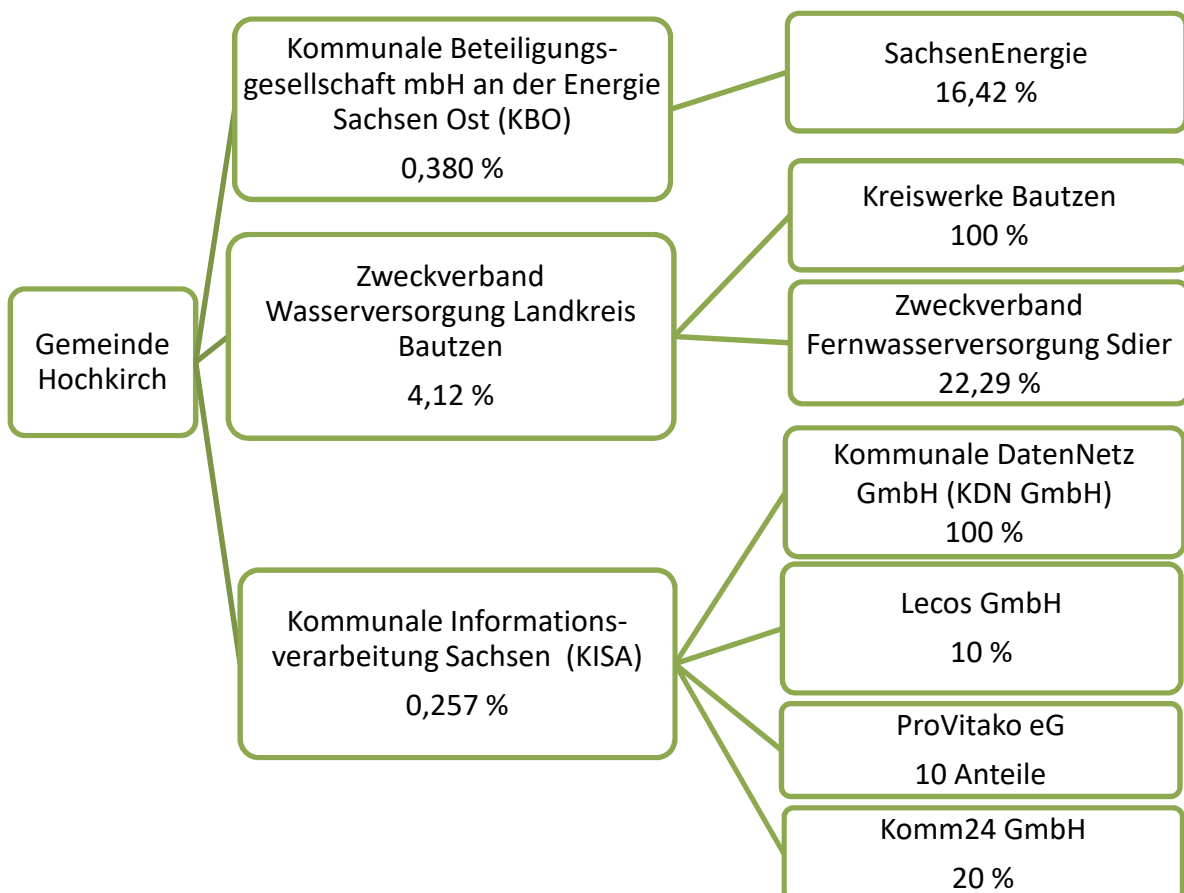 Gemeinde
Hochkirch
Kommunale Beteiligungs-
gesellschaft mbH an der Energie
Sachsen Ost (KBO)
0,380 %
SachsenEnergie
16,42 %
Zweckverband
Wasserversorgung Landkreis
Bautzen
4,12 %
Kreiswerke Bautzen
100 %
Zweckverband
Fernwasserversorgung Sdier
22,29 %
Kommunale Informations-
verarbeitung Sachsen (KISA)
0,257 %
Kommunale DatenNetz
GmbH (KDN GmbH)
100 %
Lecos GmbH
10 %
ProVitako eG
10 Anteile
Komm24 GmbH
20 %